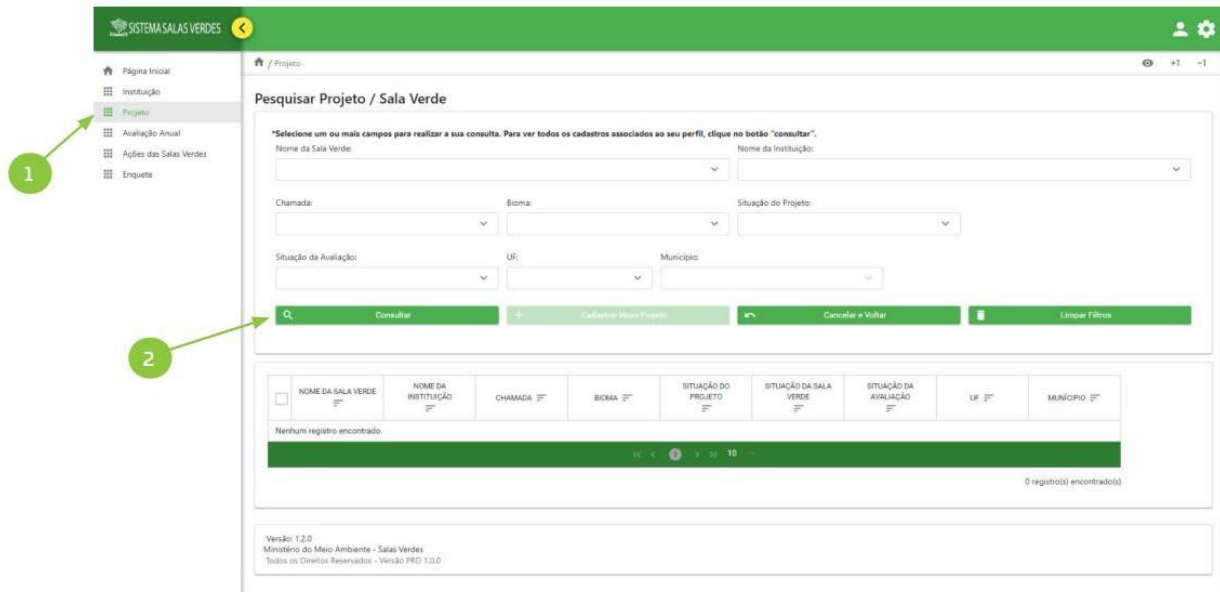 SISTEMA SALAS VERDES
Página Inicial
Instituição
Projeto
Avaliação Anual
Ações das Salas Verdes
Enquete
1
2
/ Projeto
+1 -1
Pesquisar Projeto / Sala Verde
*Selecione um ou mais campos para realizar a sua consulta. Para ver todos os cadastros associados ao seu perfil, clique no botão "consultar".
Nome da Sala Verde: Nome da Instituição:
Chamada: Bioma: Situação do Projeto:
Situação da Avaliação: UF: Município:
Consultar + Cadastrar Novo Projeto Cancelar e Voltar Limpar Filtros
NOME DA SALA VERDE
NOME DA
INSTITUIÇÃO
CHAMADA
BIOMA
SITUAÇÃO DO
PROJETO
SITUAÇÃO DA SALA
VERDE
SITUAÇÃO DA
AVALIAÇÃO
UF
MUNÍCIPIO
Nenhum registro encontrado.
10
0 registro(s) encontrado(s)
Versão: 1.2.0
Ministério do Meio Ambiente - Salas Verdes
Todos os Direitos Reservados - Versão PRD 1.0.0